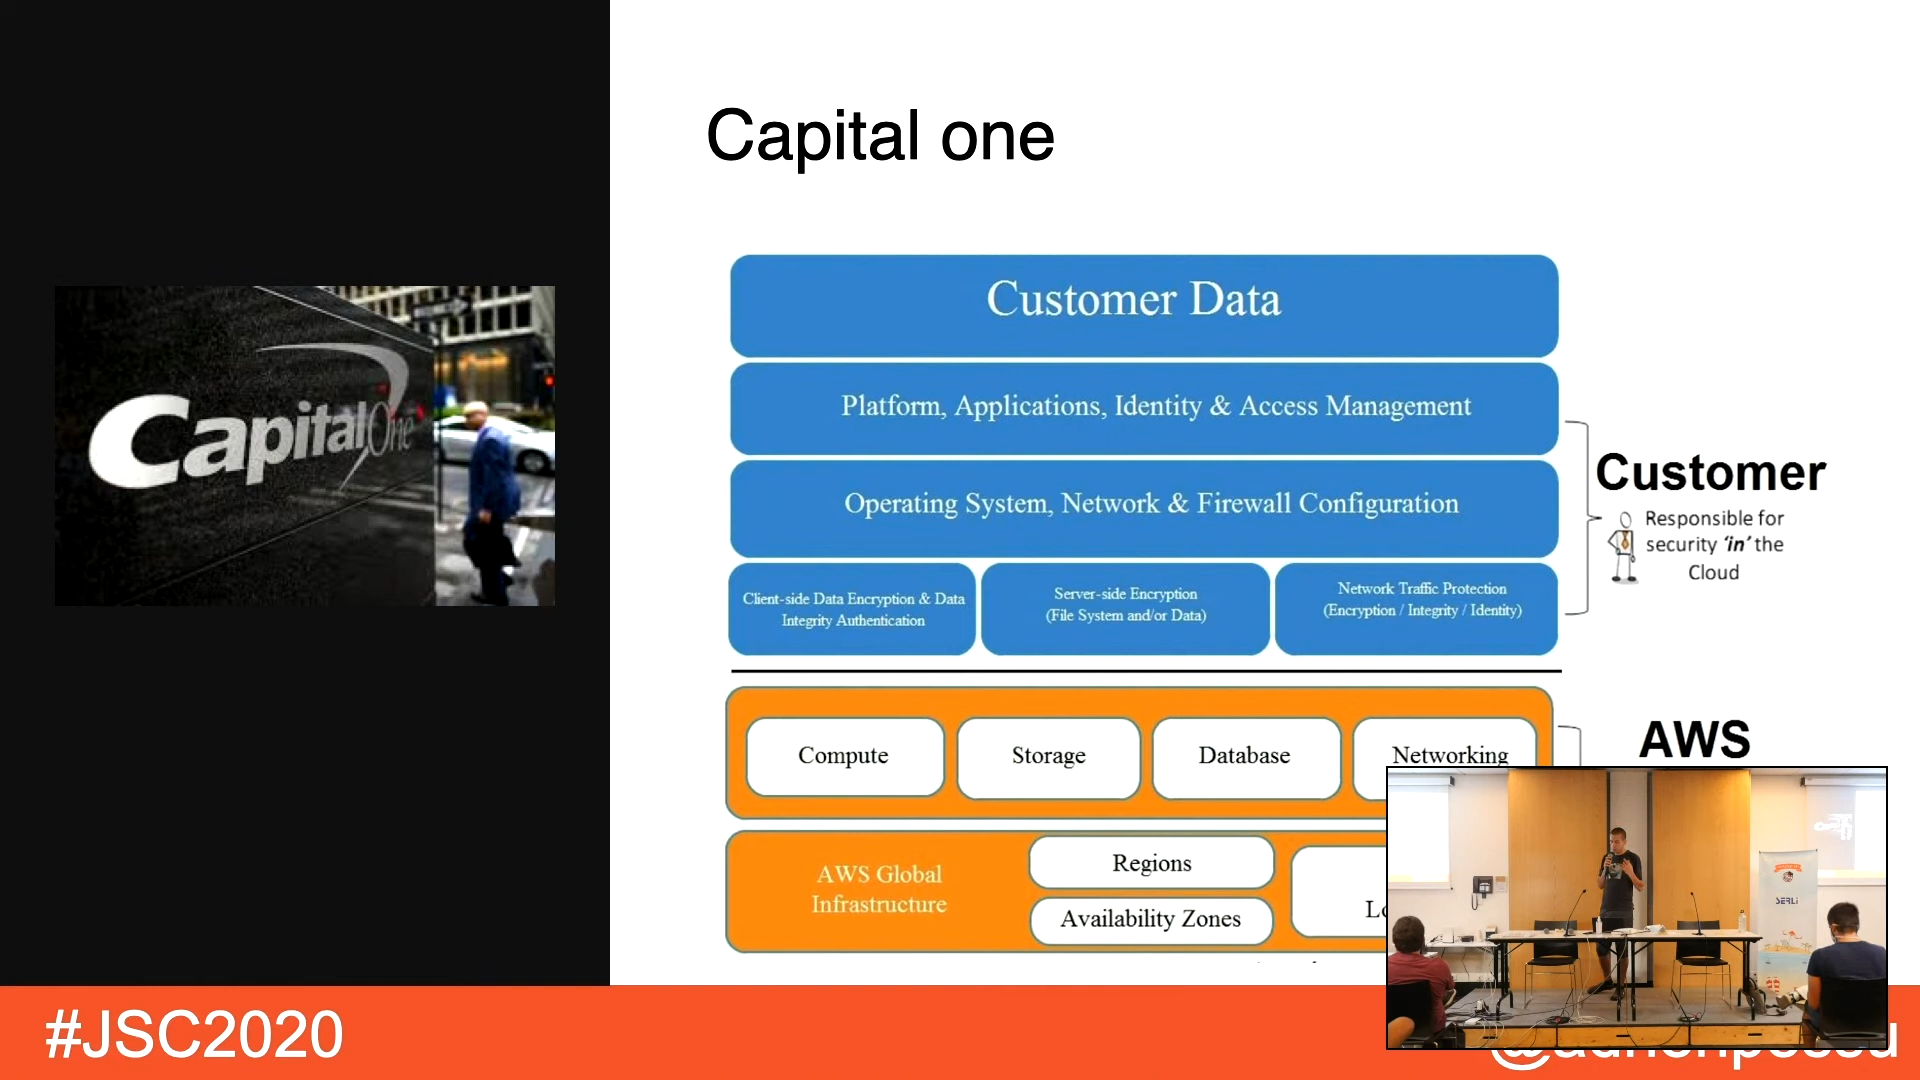 Capital one
CapitalOne
Customer Data
Platform, Applications, Identity & Access Management
Operating System, Network & Firewall Configuration
Client-side Data Encryption & Data
Integrity Authentication
Server-side Encryption
(File System and/or Data)
Network Traffic Protection
(Encryption / Integrity / Identity)
Customer
Responsible for
security 'in' the
Cloud
Compute
Storage
Database
Networking
AWS
AWS Global
Infrastructure
Regions
Availability Zones
SERLI
#JSC2020